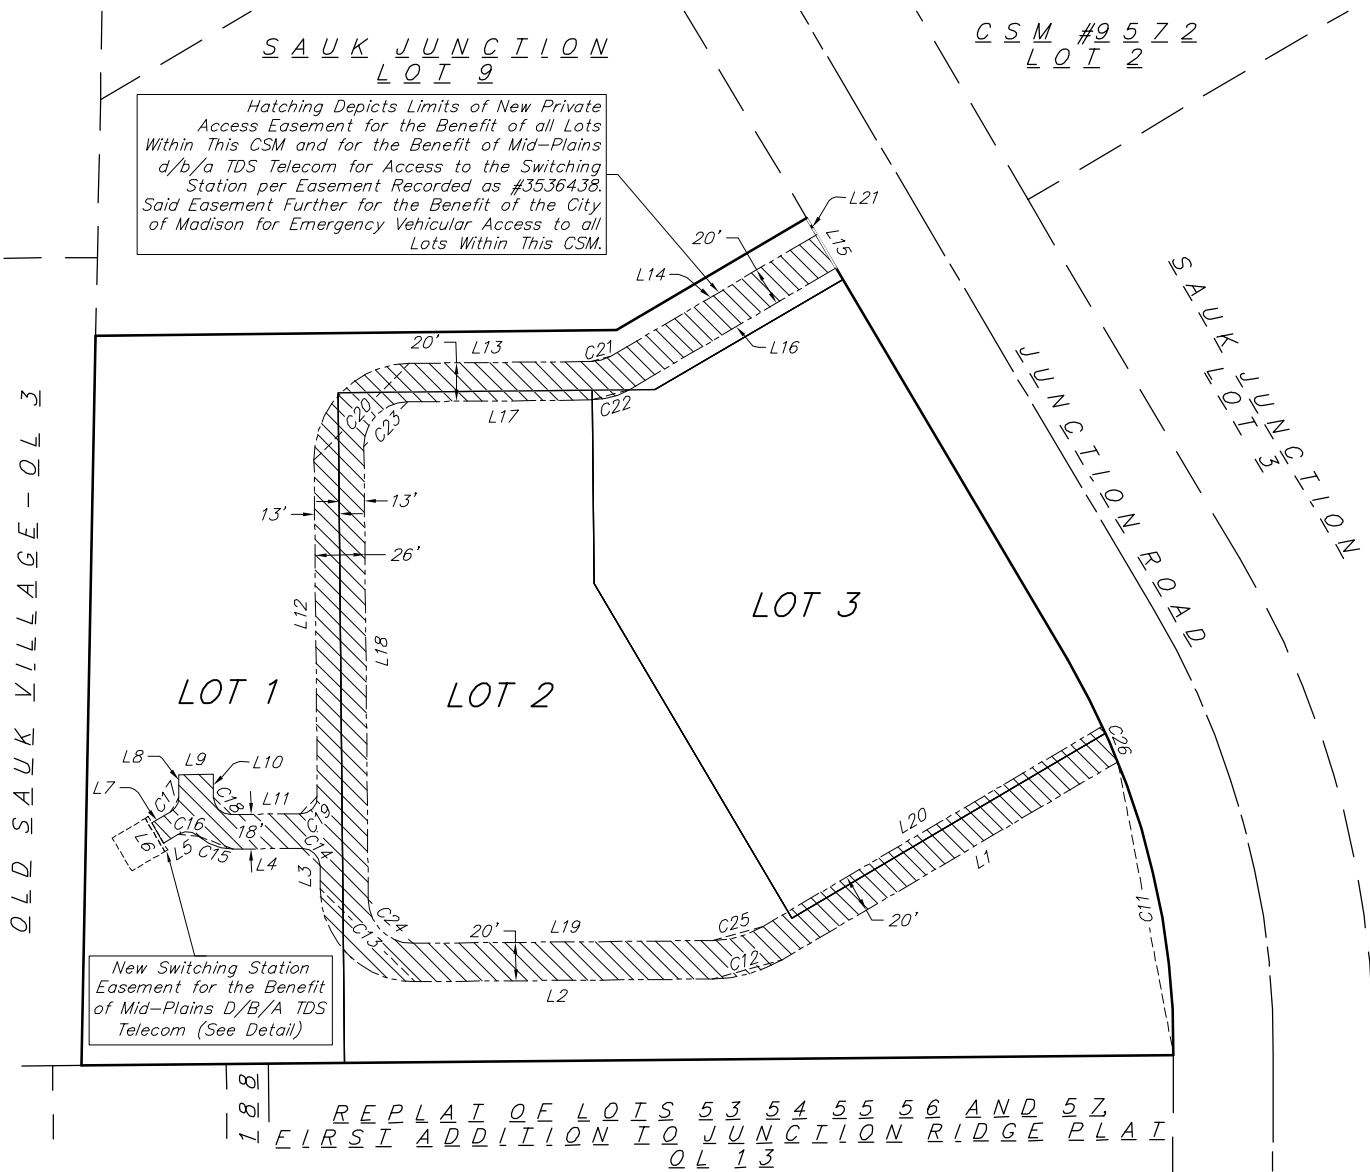 SAUK JUNCTION
LOT 9
CSM #9572
LOT 2
Hatching Depicts Limits of New Private
Access Easement for the Benefit of all Lots
Within This CSM and for the Benefit of Mid-Plains
d/b/a TDS Telecom for Access to the Switching
Station per Easement Recorded as #3536438.
Said Easement Further for the Benefit of the City
of Madison for Emergency Vehicular Access to all
Lots Within This CSM.
L21
L15
20'
L14
L16
SAUK JUNCTION
LOT 3
JUNCTION ROAD
OLD SAUK VILLAGE-OL 3
20'
L13
C21
C22
L17
C20
C23
13'
13'
26'
L12
L18
LOT 3
LOT 1
LOT 2
L8
L9
L10
L7
C17
C18
L11
C19
C16
18'
C14
L6
L5
C15
L4
L3
C26
L20
L1
C11
20'
C24
C13
20'
L19
C25
C12
L2
New Switching Station
Easement for the Benefit
of Mid-Plains D/B/A TDS
Telecom (See Detail)
188
REPLAT OF LOTS 53 54 55 56 AND 57,
FIRST ADDITION TO JUNCTION RIDGE PLAT
OL 13